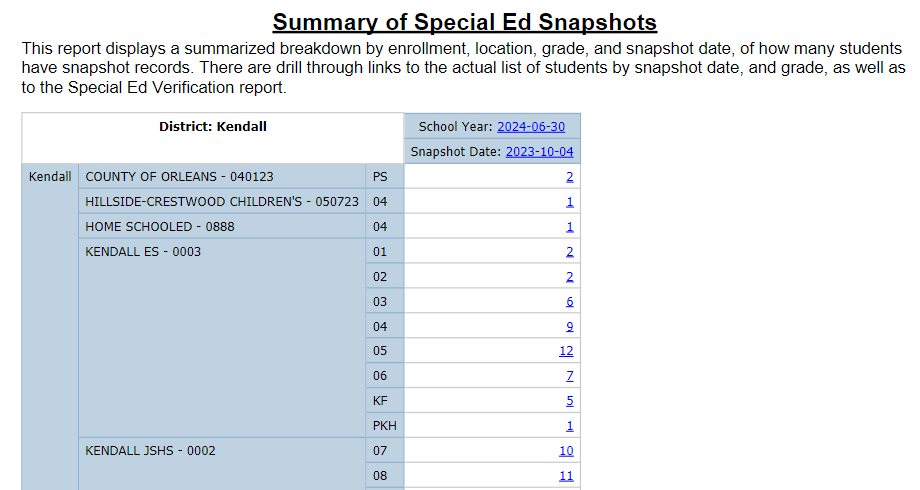 Summary of Special Ed Snapshots
This report displays a summarized breakdown by enrollment, location, grade, and snapshot date, of how many students
have snapshot records. There are drill through links to the actual list of students by snapshot date, and grade, as well as
to the Special Ed Verification report.
District: Kendall School Year: 2024-06-30
Snapshot Date: 2023-10-04
Kendall COUNTY OF ORLEANS - 040123 PS 2
HILLSIDE-CRESTWOOD CHILDREN'S - 050723 04 1
HOME SCHOOLED - 0888 04 1
KENDALL ES - 0003 01 2
02 2
03 6
04 9
05 12
06 7
KF 5
PKH 1
KENDALL JSHS - 0002 07 10
08 11